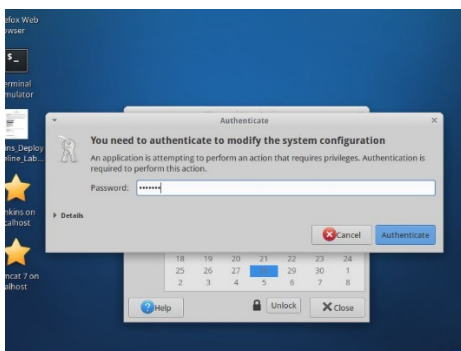 efox Web
owser
$_
erminal
mulator
ns_Deploy
eline_Lab...
nkins on
calhost
mcat 7 on
alhost
Authenticate
You need to authenticate to modify the system configuration
An application is attempting to perform an action that requires privileges. Authentication is
required to perform this action.
Password: •••••••
Details
Cancel
Authenticate
18 19 20 21 22 23 24
25 26 27 28 29 30 1
2 3 4 5 6 7 8
Help
Unlock
Close